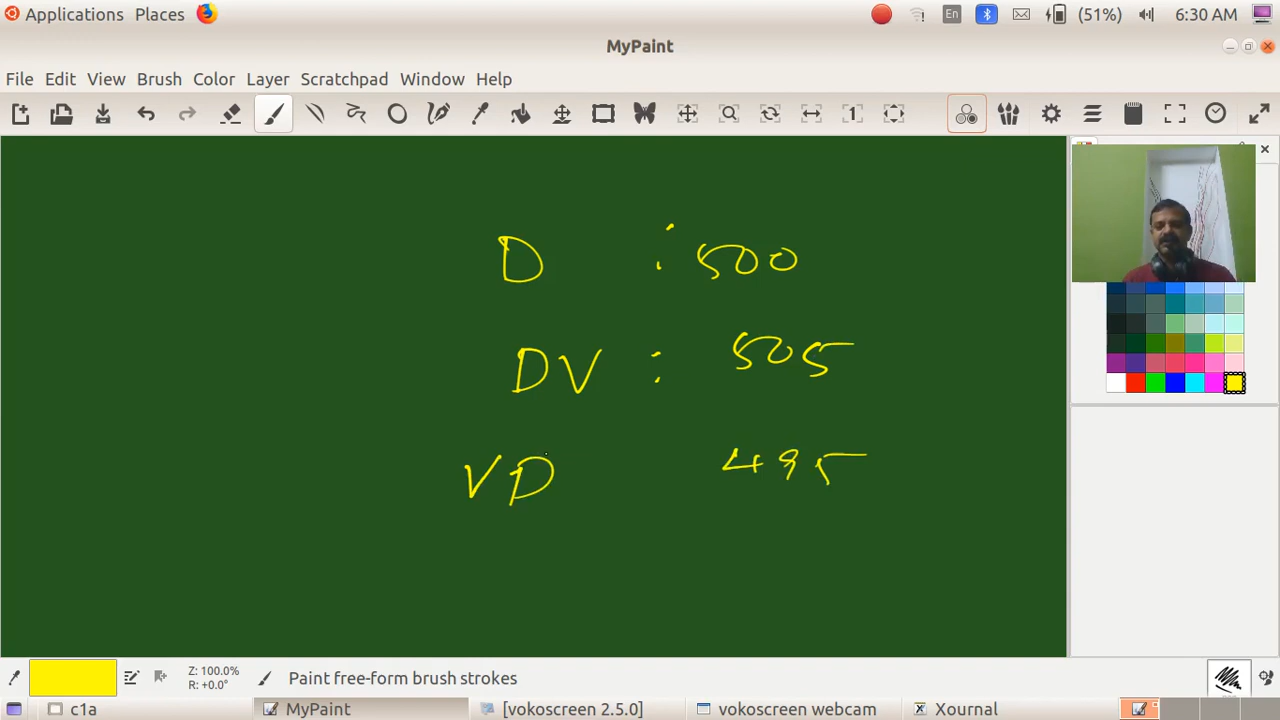 Applications Places En (51%) 6:30 AM
MyPaint
File Edit View Brush Color Layer Scratchpad Window Help
1
D : 500
DV : 505
VD 495
Z: 100.0%
R: +0.0°
Paint free-form brush strokes
c1a MyPaint [vokoscreen 2.5.0] vokoscreen webcam Xournal